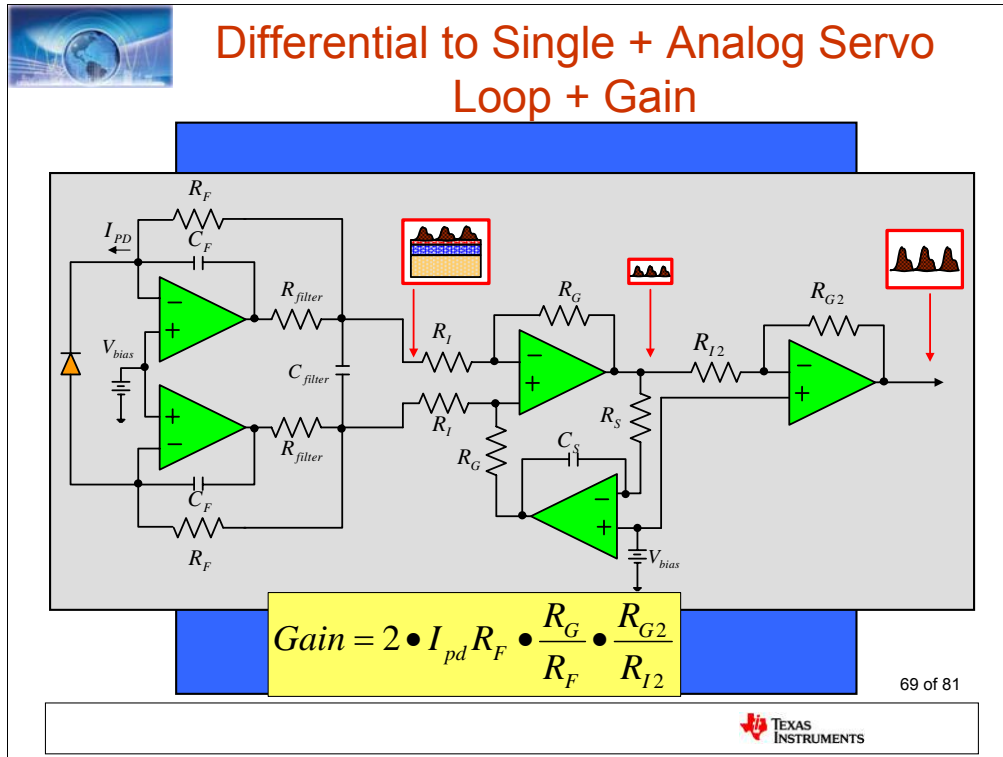 Differential to Single + Analog Servo
Loop + Gain
R_F
I_PD
C_F
R_filter
R_G
R_G2
R_I
R_I2
V_bias
C_filter
R_I
R_S
R_filter
R_G
C_S
C_F
R_F
V_bias
Gain = 2 • I_pd R_F • R_G/R_F • R_G2/R_I2
69 of 81
TEXAS
INSTRUMENTS